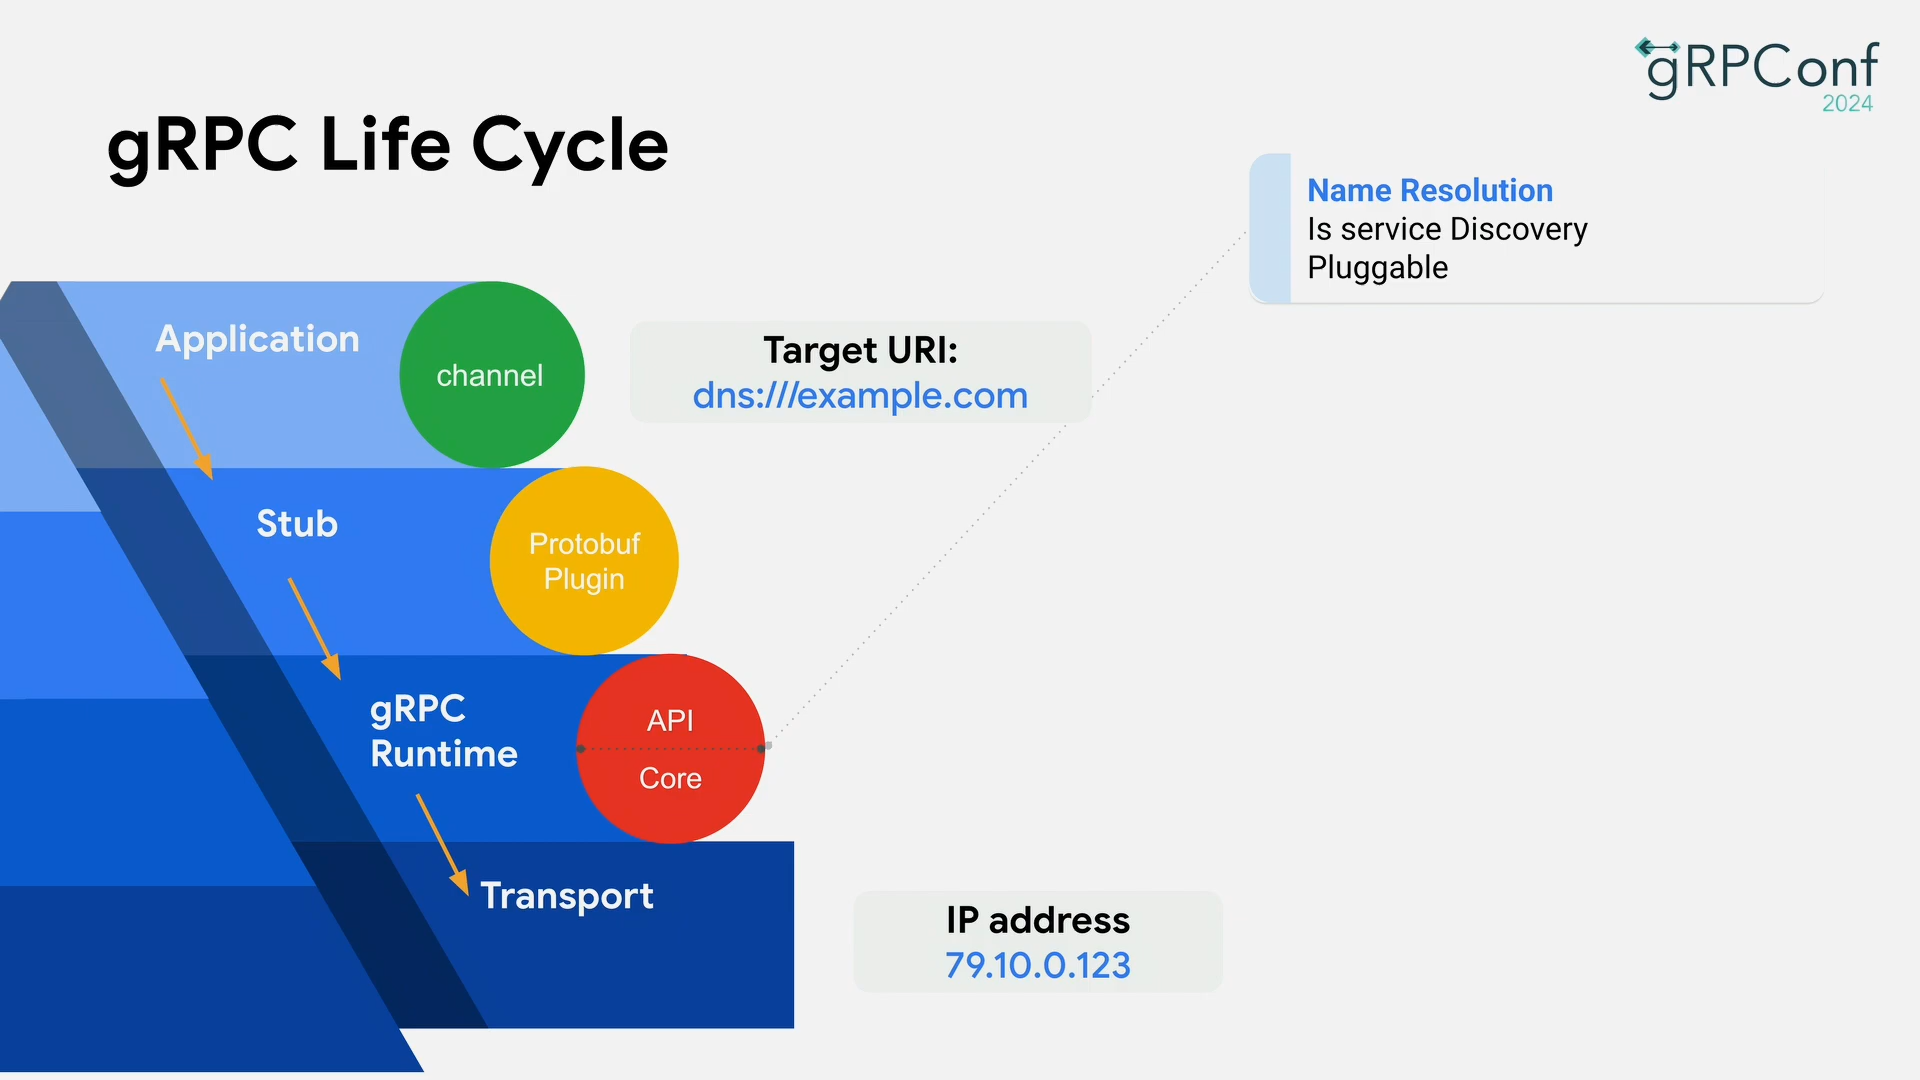 gRPConf
2024
gRPC Life Cycle
Name Resolution
Is service Discovery
Pluggable
Application
channel
Target URI:
dns:///example.com
Stub
Protobuf
Plugin
gRPC
Runtime
API
Core
Transport
IP address
79.10.0.123